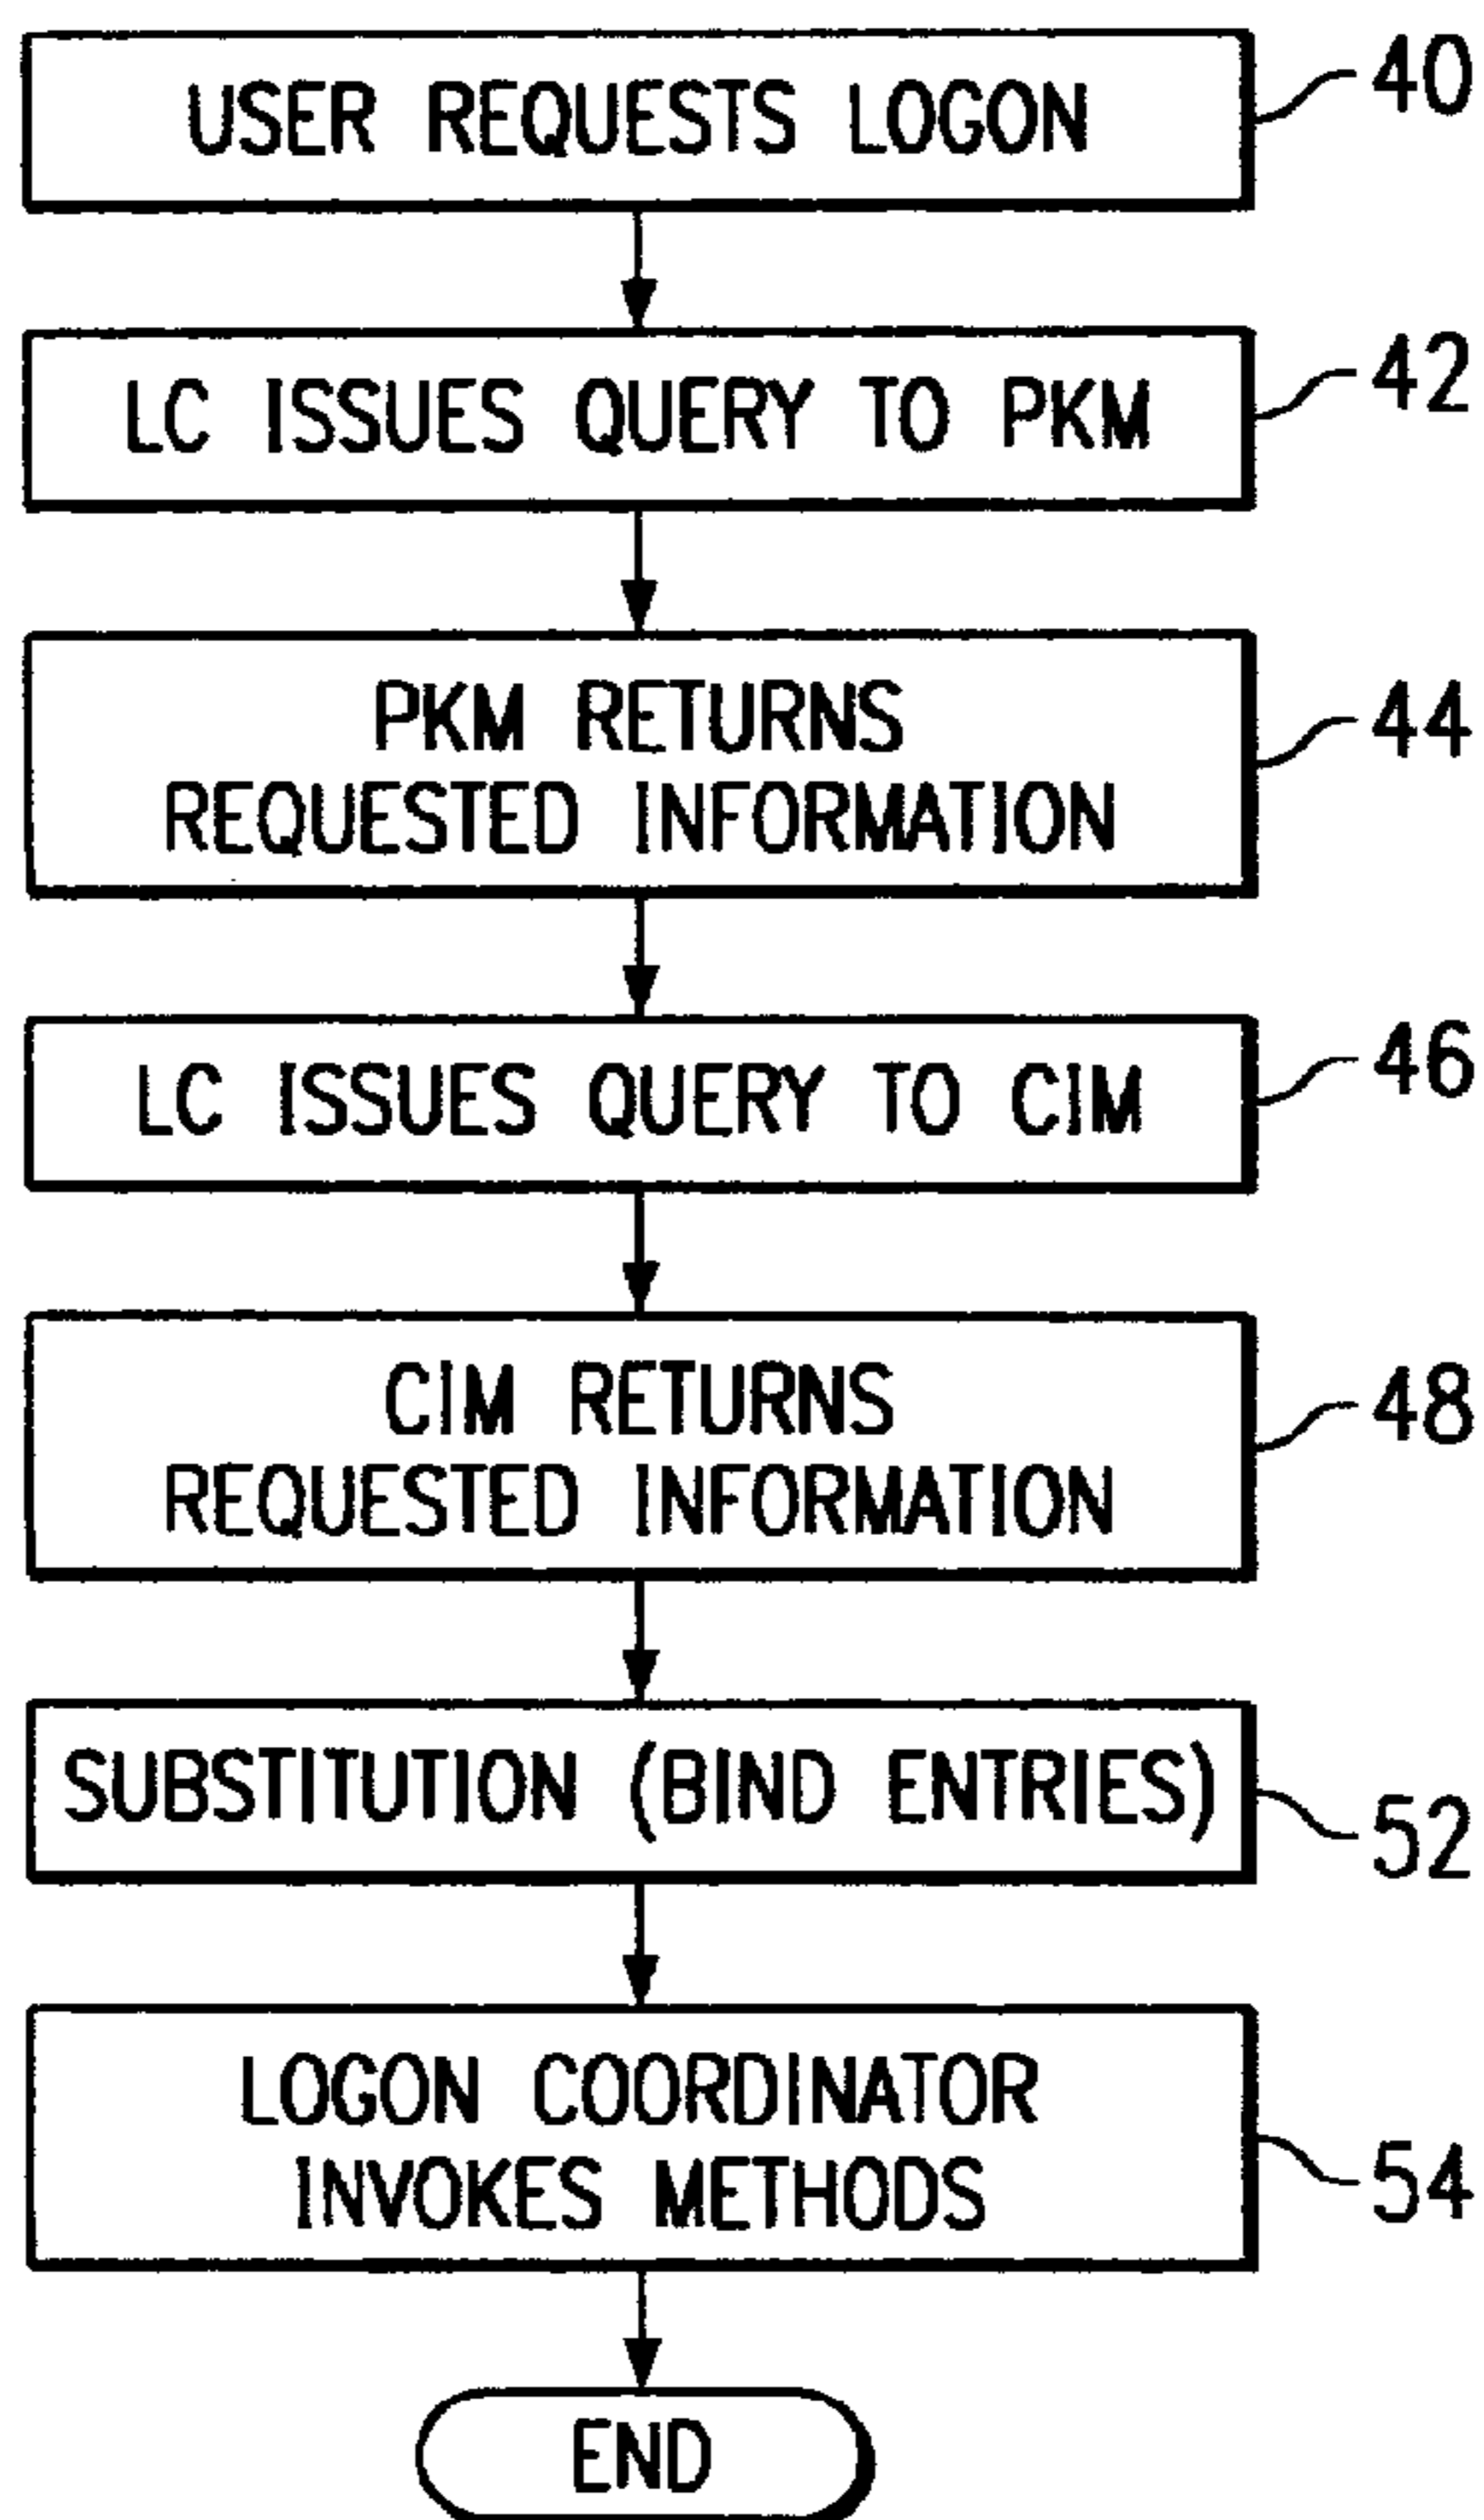 USER REQUESTS LOGON
40
LC ISSUES QUERY TO PKM
42
PKM RETURNS
REQUESTED INFORMATION
44
LC ISSUES QUERY TO CIM
46
CIM RETURNS
REQUESTED INFORMATION
48
SUBSTITUTION (BIND ENTRIES)
52
LOGON COORDINATOR
INVOKES METHODS
54
END